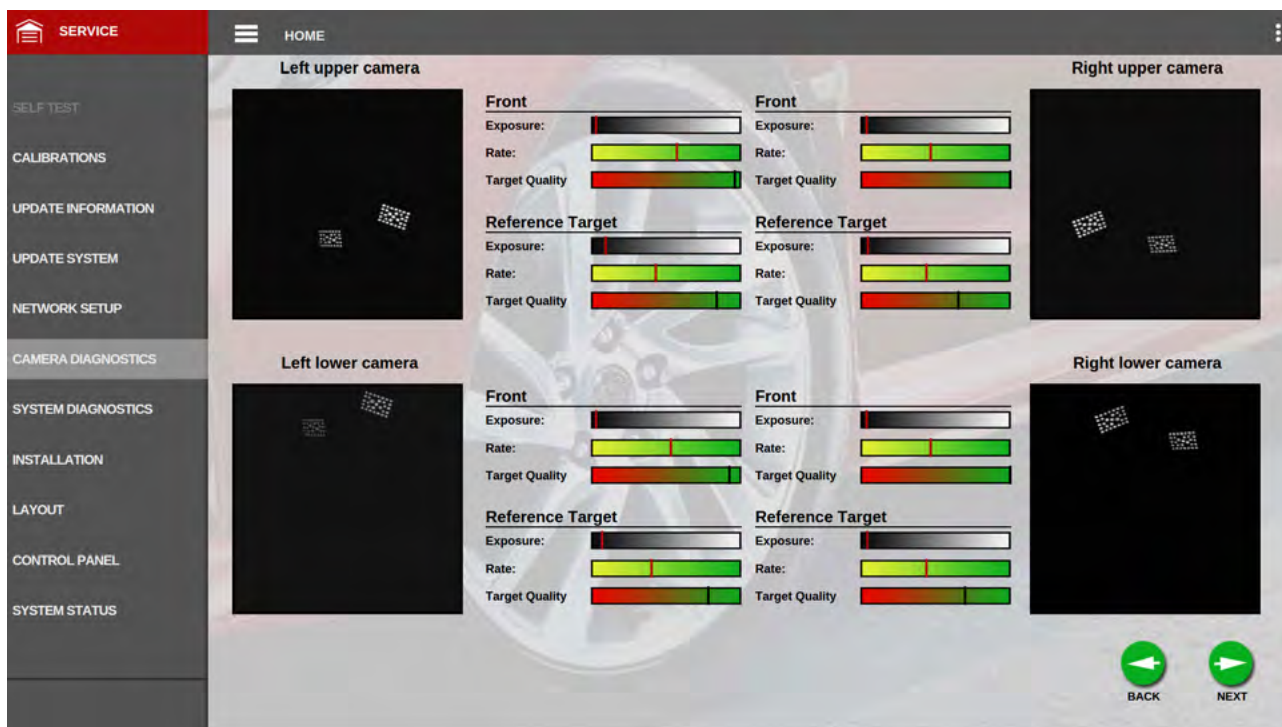 SERVICE
HOME
SELF TEST
CALIBRATIONS
UPDATE INFORMATION
UPDATE SYSTEM
NETWORK SETUP
CAMERA DIAGNOSTICS
SYSTEM DIAGNOSTICS
INSTALLATION
LAYOUT
CONTROL PANEL
SYSTEM STATUS
Left upper camera
Front
Exposure:
Rate:
Target Quality
Reference Target
Exposure:
Rate:
Target Quality
Right upper camera
Front
Exposure:
Rate:
Target Quality
Reference Target
Exposure:
Rate:
Target Quality
Left lower camera
Front
Exposure:
Rate:
Target Quality
Reference Target
Exposure:
Rate:
Target Quality
Right lower camera
Front
Exposure:
Rate:
Target Quality
Reference Target
Exposure:
Rate:
Target Quality
BACK
NEXT